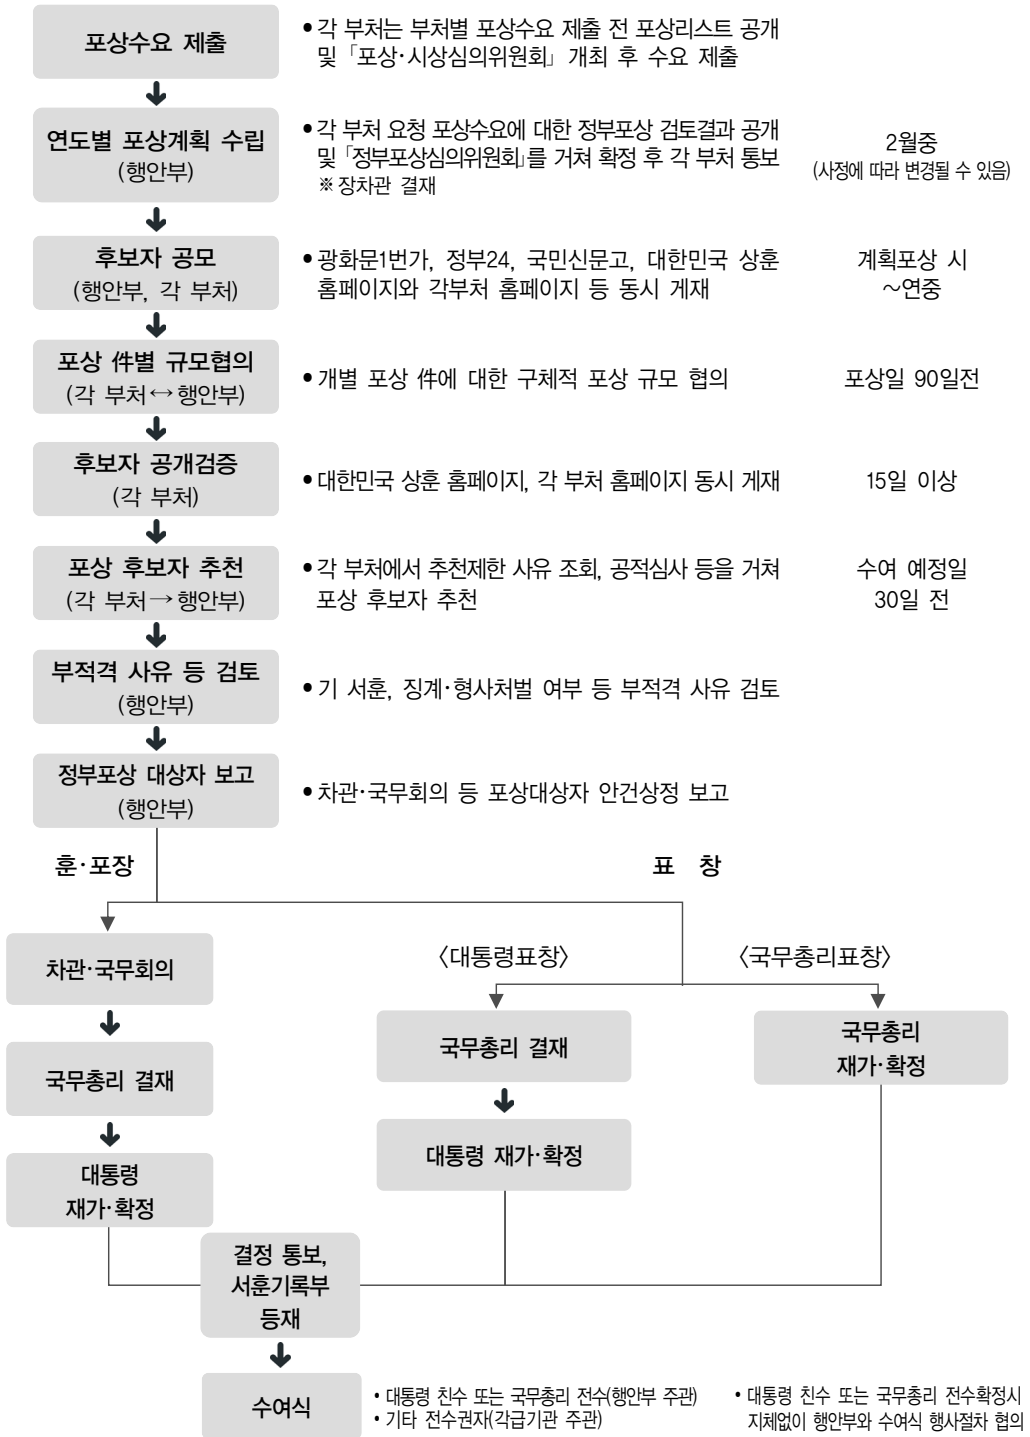 포상수요 제출
• 각 부처는 부처별 포상수요 제출 전 포상리스트 공개
및 「포상·시상심의위원회」 개최 후 수요 제출
연도별 포상계획 수립
(행안부)
• 각 부처 요청 포상수요에 대한 정부포상 검토결과 공개
및 「정부포상심의위원회」를 거쳐 확정 후 각 부처 통보
※ 장차관 결재
2월중
(사정에 따라 변경될 수 있음)
후보자 공모
(행안부, 각 부처)
• 광화문1번가, 정부24, 국민신문고, 대한민국 상훈
홈페이지와 각부처 홈페이지 등 동시 게재
계획포상 시
~연중
포상 件별 규모협의
(각 부처↔행안부)
• 개별 포상 件에 대한 구체적 포상 규모 협의
포상일 90일전
후보자 공개검증
(각 부처)
• 대한민국 상훈 홈페이지, 각 부처 홈페이지 동시 게재
15일 이상
포상 후보자 추천
(각 부처→행안부)
• 각 부처에서 추천제한 사유 조회, 공적심사 등을 거쳐
포상 후보자 추천
수여 예정일
30일 전
부적격 사유 등 검토
(행안부)
• 기 서훈, 징계·형사처벌 여부 등 부적격 사유 검토
정부포상 대상자 보고
(행안부)
• 차관·국무회의 등 포상대상자 안건상정 보고
훈·포장
표 창
차관·국무회의
국무총리 결재
대통령
재가·확정
〈대통령표창〉
국무총리 결재
대통령 재가·확정
〈국무총리표창〉
국무총리
재가·확정
결정 통보,
서훈기록부
등재
수여식
• 대통령 친수 또는 국무총리 전수(행안부 주관)
• 기타 전수권자(각급기관 주관)
• 대통령 친수 또는 국무총리 전수확정시
지체없이 행안부와 수여식 행사절차 협의